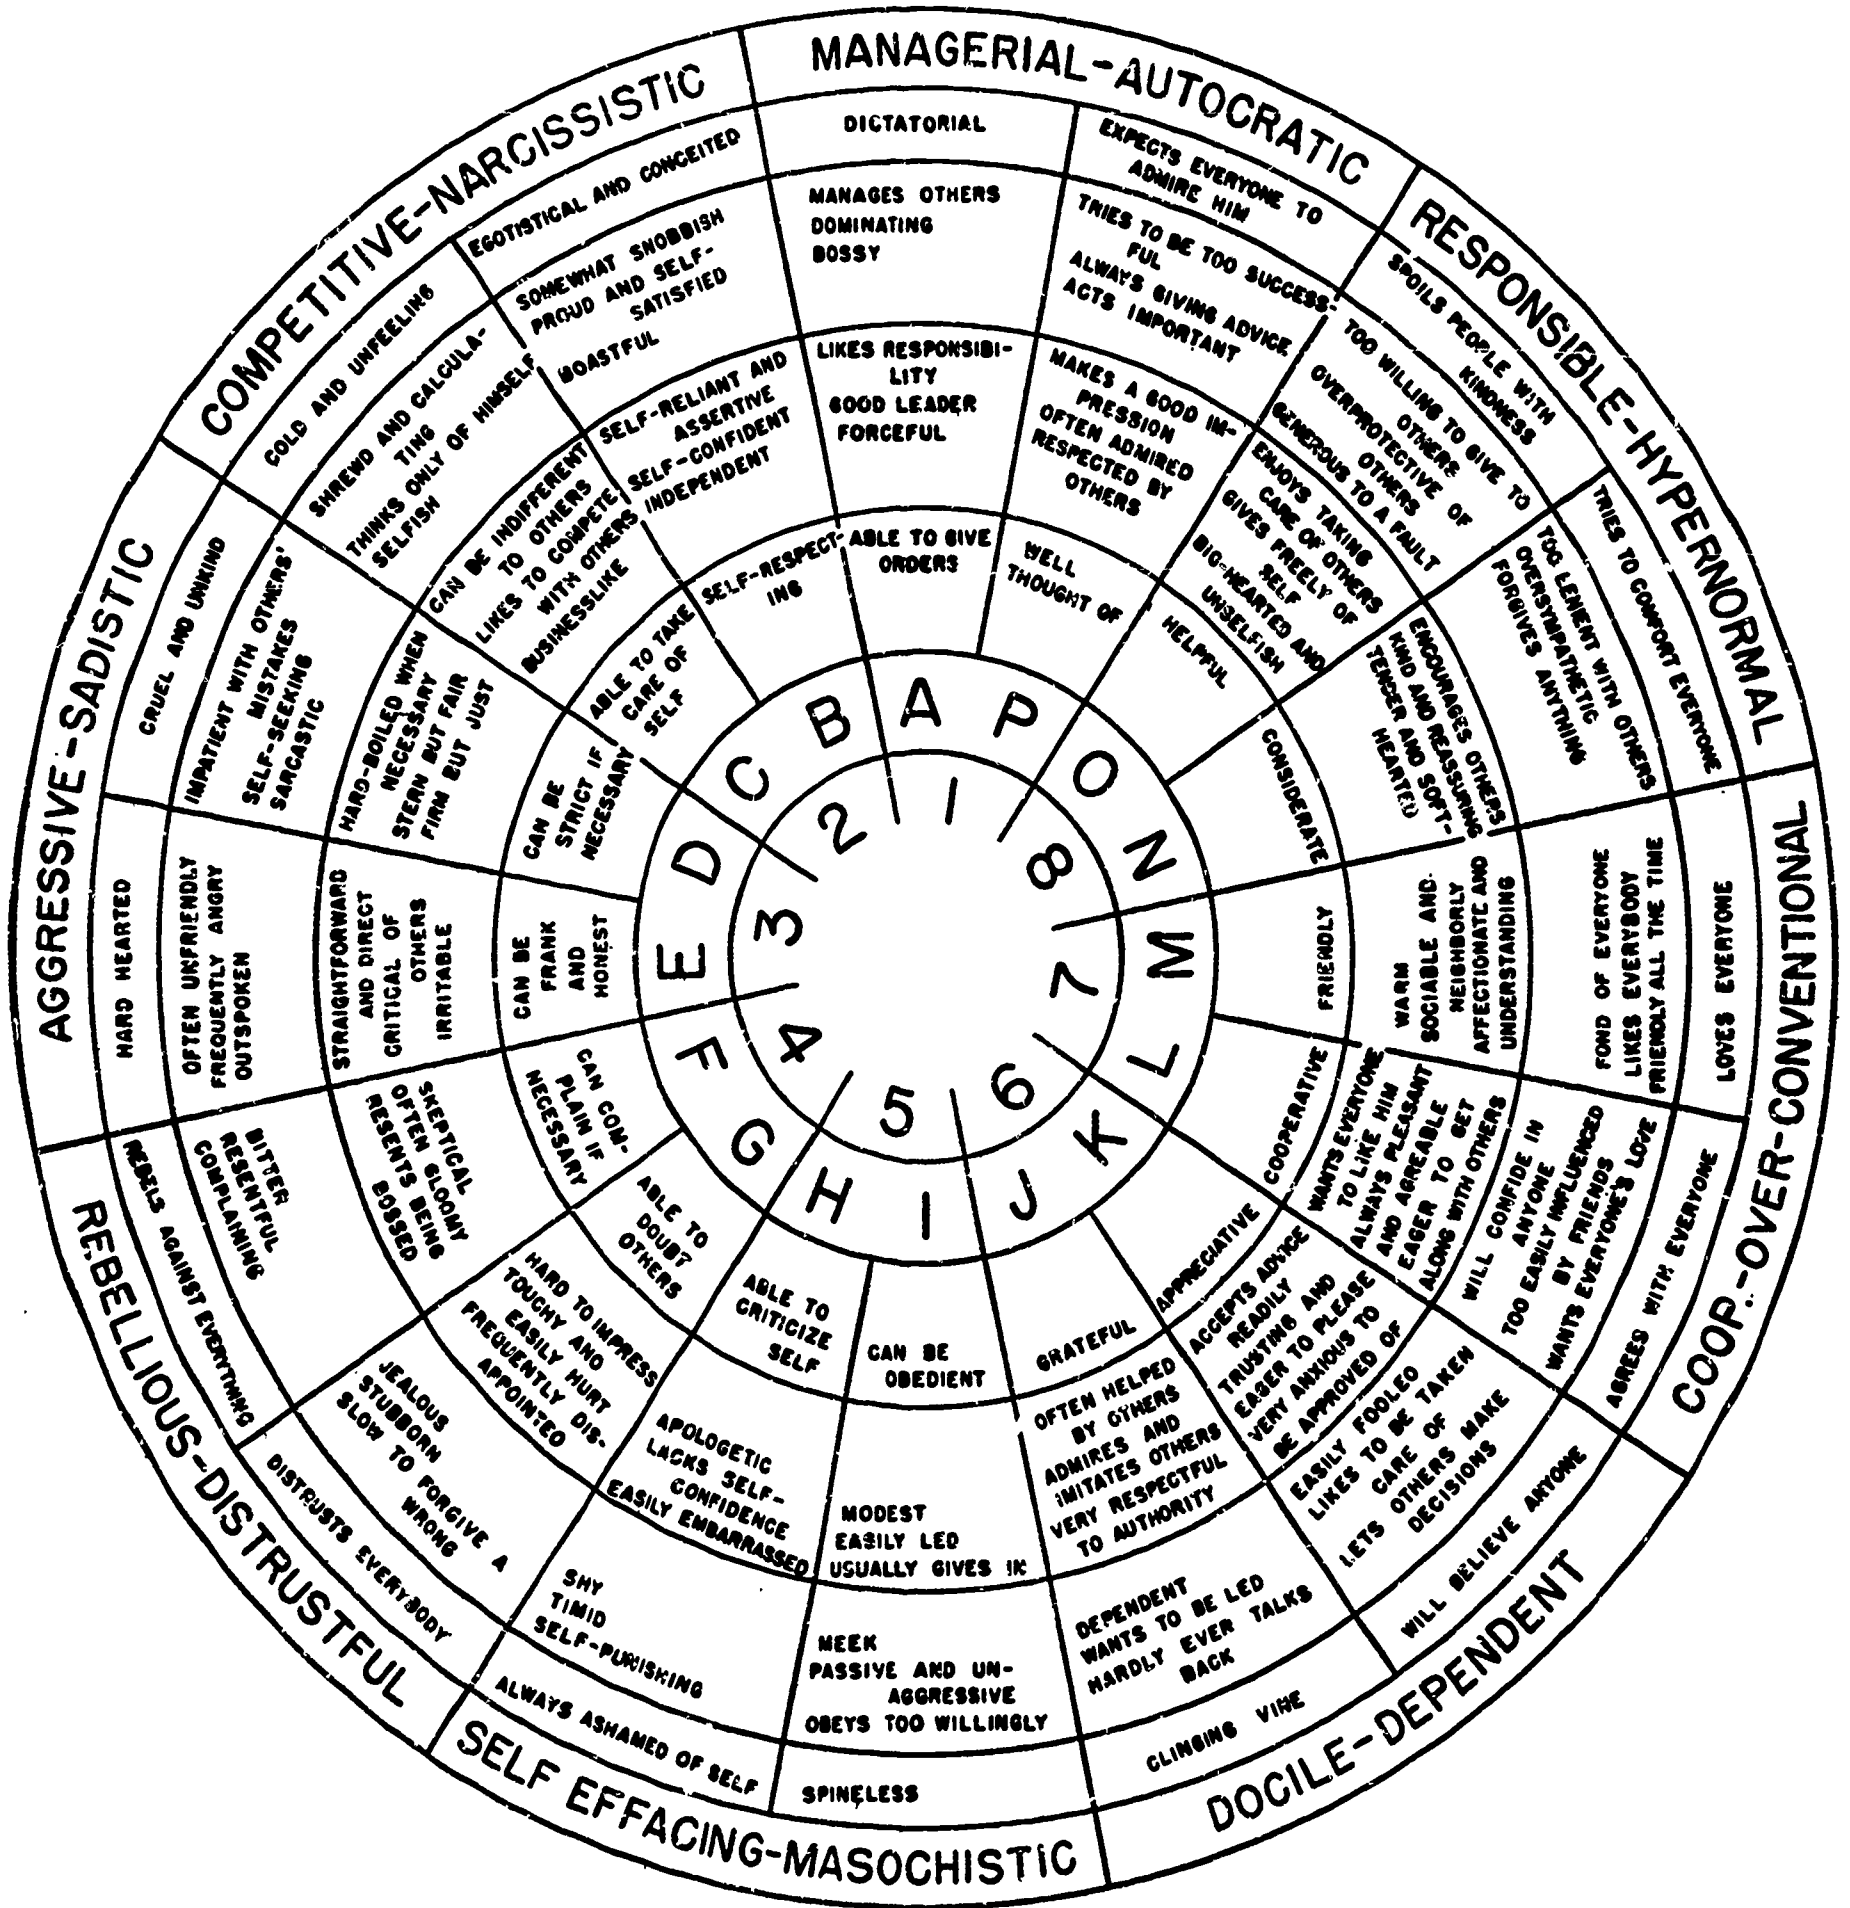 MANAGERIAL-AUTOCRATIC
RESPONSIBLE-HYPERNORMAL
COOP.-OVER-CONVENTIONAL
DOCILE-DEPENDENT
SELF EFFACING-MASOCHISTIC
REBELLIOUS-DISTRUSTFUL
AGGRESSIVE-SADISTIC
COMPETITIVE-NARCISSISTIC
DICTATORIAL
MANAGES OTHERS
DOMINATING
BOSSY
LIKES RESPONSIBI-
LITY
GOOD LEADER
FORCEFUL
ABLE TO GIVE
ORDERS
EXPECTS EVERYONE TO
ADMIRE HIM
TRIES TO BE TOO SUCCESS-
FUL
ALWAYS GIVING ADVICE
ACTS IMPORTANT
MAKES A GOOD IM-
PRESSION
OFTEN ADMIRED
RESPECTED BY
OTHERS
WELL
THOUGHT OF
SPOILS PEOPLE WITH
KINDNESS
TOO WILLING TO GIVE TO
OTHERS
OVERPROTECTIVE OF
OTHERS
GENEROUS TO A FAULT
ENJOYS TAKING
CARE OF OTHERS
GIVES FREELY OF
SELF
BIG-HEARTED AND
UNSELFISH
HELPFUL
TRIES TO COMFORT EVERYONE
TOO LENIENT WITH OTHERS
OVERSYMPATHETIC
FORGIVES ANYTHING
ENCOURAGES OTHERS
KIND AND REASSURING
TENDER AND SOFT-
HEARTED
CONSIDERATE
LOVES EVERYONE
FOND OF EVERYONE
LIKES EVERYBODY
FRIENDLY ALL THE TIME
WARM
SOCIABLE AND
NEIGHBORLY
AFFECTIONATE AND
UNDERSTANDING
FRIENDLY
AGREES WITH EVERYONE
WILL CONFIDE IN
ANYONE
TOO EASILY INFLUENCED
BY FRIENDS
WANTS EVERYONE'S LOVE
WANTS EVERYONE
TO LIKE HIM
ALWAYS PLEASANT
AND AGREABLE
EAGER TO GET
ALONG WITH OTHERS
COOPERATIVE
WILL BELIEVE ANYONE
EASILY FOOLED
LIKES TO BE TAKEN
CARE OF
LETS OTHERS MAKE
DECISIONS
ACCEPTS ADVICE
READILY
TRUSTING AND
EAGER TO PLEASE
VERY ANXIOUS TO
BE APPROVED OF
APPRECIATIVE
CLINGING VINE
DEPENDENT
WANTS TO BE LED
HARDLY EVER TALKS
BACK
OFTEN HELPED
BY OTHERS
ADMIRES AND
IMITATES OTHERS
VERY RESPECTFUL
TO AUTHORITY
GRATEFUL
SPINELESS
MEEK
PASSIVE AND UN-
AGGRESSIVE
OBEYS TOO WILLINGLY
MODEST
EASILY LED
USUALLY GIVES IN
CAN BE
OBEDIENT
ALWAYS ASHAMED OF SELF
SHY
TIMID
SELF-PUNISHING
APOLOGETIC
LACKS SELF-
CONFIDENCE
EASILY EMBARRASSED
ABLE TO
CRITICIZE
SELF
DISTRUSTS EVERYBODY
JEALOUS
STUBBORN
SLOW TO FORGIVE A
WRONG
HARD TO IMPRESS
TOUCHY AND
EASILY HURT
FREQUENTLY DIS-
APPOINTED
ABLE TO
DOUBT
OTHERS
REBELS AGAINST EVERYTHING
BITTER
RESENTFUL
COMPLAINING
SKEPTICAL
OFTEN GLOOMY
RESENTS BEING
BOSSED
CAN COM-
PLAIN IF
NECESSARY
HARD HEARTED
OFTEN UNFRIENDLY
FREQUENTLY ANGRY
OUTSPOKEN
STRAIGHTFORWARD
AND DIRECT
CRITICAL OF
OTHERS
IRRITABLE
CAN BE
FRANK
AND
HONEST
CRUEL AND UNKIND
IMPATIENT WITH OTHERS'
MISTAKES
SELF-SEEKING
SARCASTIC
HARD-BOILED WHEN
NECESSARY
STERN BUT FAIR
FIRM BUT JUST
CAN BE
STRICT IF
NECESSARY
COLD AND UNFEELING
SHREWD AND CALCULA-
TING
THINKS ONLY OF HIMSELF
SELFISH
CAN BE INDIFFERENT
TO OTHERS
LIKES TO COMPETE
WITH OTHERS
BUSINESSLIKE
ABLE TO TAKE
CARE OF
SELF
EGOTISTICAL AND CONCEITED
SOMEWHAT SNOBBISH
PROUD AND SELF-
SATISFIED
BOASTFUL
SELF-RELIANT AND
ASSERTIVE
SELF-CONFIDENT
INDEPENDENT
SELF-RESPECT-
ING
A P O N M L K J I H G F E D C B
1 8 7 6 5 4 3 2